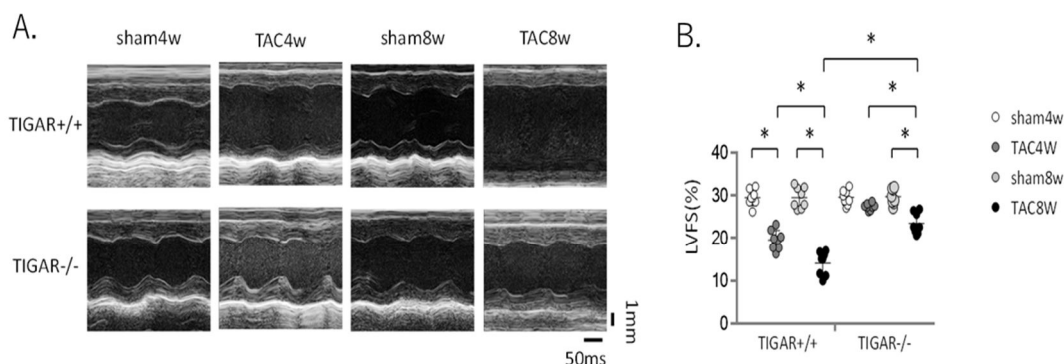 A.
sham4w TAC4w sham8w TAC8w
TIGAR+/+
TIGAR-/-
1mm
50ms
B.
*
* *
* * *
LVFS(%)
40
30
20
10
0
TIGAR+/+ TIGAR-/-
sham4w
TAC4W
sham8w
TAC8W